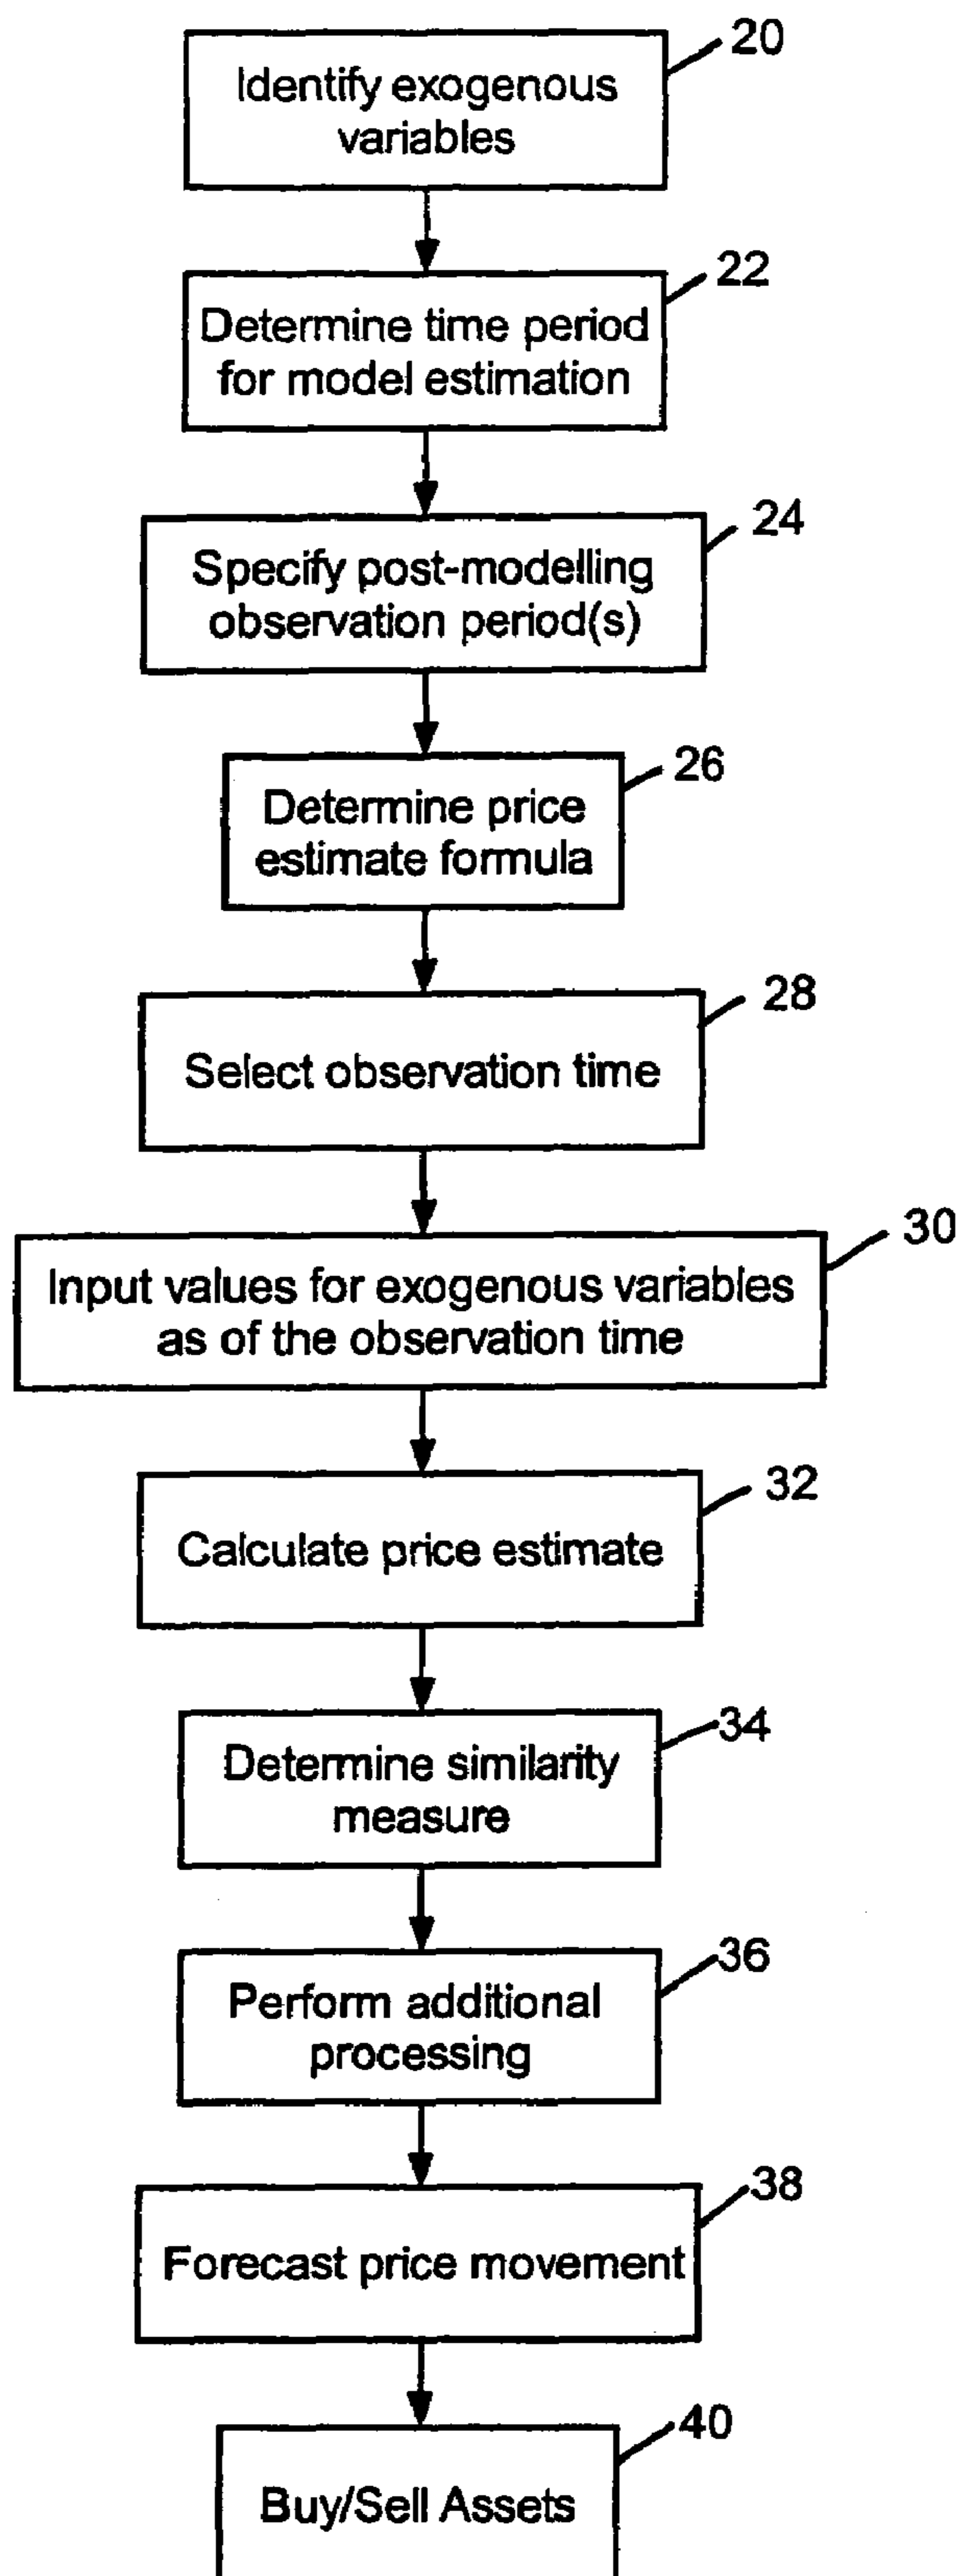 20
Identify exogenous
variables
22
Determine time period
for model estimation
24
Specify post-modelling
observation period(s)
26
Determine price
estimate formula
28
Select observation time
30
Input values for exogenous variables
as of the observation time
32
Calculate price estimate
34
Determine similarity
measure
36
Perform additional
processing
38
Forecast price movement
40
Buy/Sell Assets